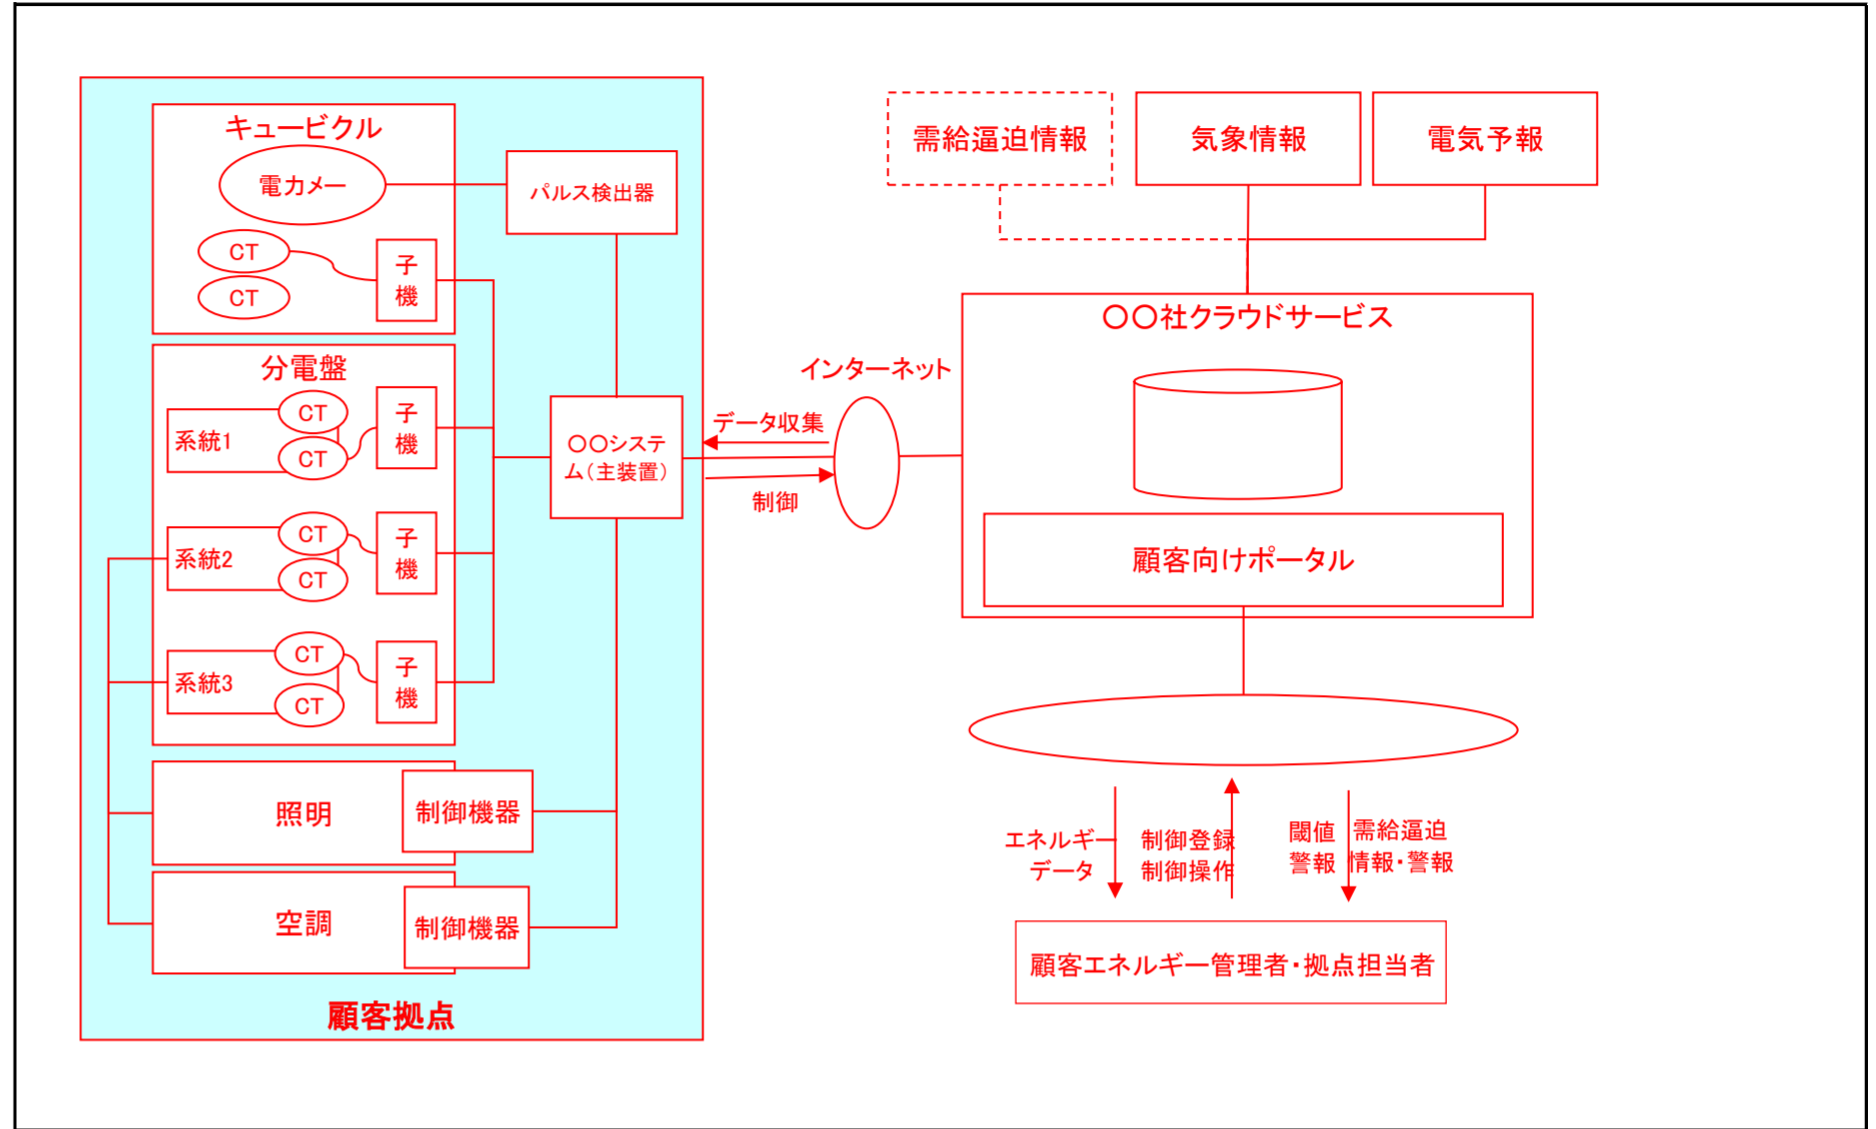 キュービクル
電力メー
パルス検出器
CT
CT
子
機
分電盤
系統1
CT
CT
子
機
系統2
CT
CT
子
機
系統3
CT
CT
子
機
〇〇システ
ム（主装置）
照明
制御機器
空調
制御機器
顧客拠点
インターネット
データ収集
制御
需給逼迫情報
気象情報
電気予報
〇〇社クラウドサービス
顧客向けポータル
エネルギー
データ
制御登録
制御操作
閾値
警報
需給逼迫
情報・警報
顧客エネルギー管理者・拠点担当者